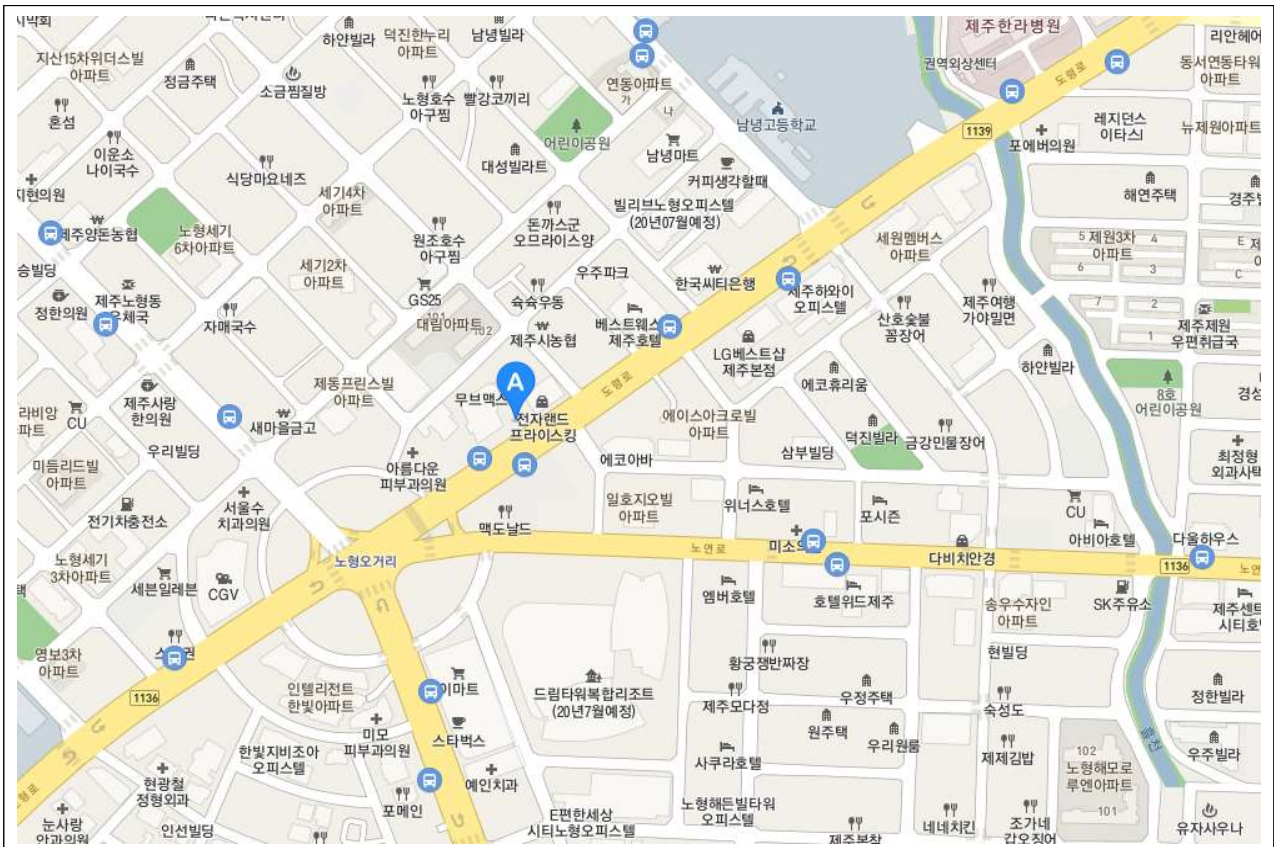 시막회
지산15차위더스빌
아파트
정금주택
하얀빌라
덕진한누리
아파트
남녕빌라
소금찜질방
노형호수
아구찜
빨강코끼리
연동아파트
가
나
제주한라병원
권역외상센터
리안헤어
동서연동타워
아파트
혼섬
이운소
나이국수
식당마요네즈
대성빌라트
어린이공원
남녕마트
남녕고등학교
커피생각할때
1139
포에버의원
레지던스
이타시
뉴제원아파트
지현의원
세기4차
아파트
해연주택
제주양돈농협
노형세기
6차아파트
원조호수
아구찜
돈까스군
오므라이스양
빌리브노형오피스텔
(20년07월예정)
세원멤버스
아파트
5
제원3차
4
아파트
6
3
E
C
7
2
1
승빌딩
세기2차
아파트
우주파크
한국씨티은행
제주하와이
오피스텔
제주여행
가야밀면
정한의원
제주노형동
우체국
자매국수
GS25
101
대림아파트
102
슉슉우동
제주시농협
베스트웨스
제주호텔
산호숯불
꼼장어
제주제원
우편취급국
LG베스트샵
제주본점
하얀빌라
에코휴리움
8호
어린이공원
제동프린스빌
아파트
무브맥스
A
전자랜드
프라이스킹
도령로
도령로
제주사랑
한의원
CU
새마을금고
에이스아크로빌
아파트
덕진빌라
금강민물장어
우리빌딩
미듬리드빌
아파트
아름다운
피부과의원
에코아바
삼부빌딩
최정형
외과사택
전기차충전소
서울수
치과의원
맥도날드
일호지오빌
아파트
위너스호텔
포시즌
CU
아비아호텔
다울하우스
노형오거리
노연로
미소의
다비치안경
1136
노형세기
3차아파트
세븐일레븐
CGV
엠버호텔
호텔위드제주
송우수자인
아파트
SK주유소
제주센트
시티호
영보3차
아파트
황궁쟁반짜장
현빌딩
1136
인텔리전트
한빛아파트
이마트
드림타워복합리조트
(20년7월예정)
제주모다정
우정주택
숙성도
정한빌라
미모
피부과의원
스타벅스
원주택
우리원룸
한빛지비조아
오피스텔
사쿠라호텔
제제김밥
102
노형해모로
루엔아파트
101
흘천
우주빌라
현광철
정형외과
포메인
예인치과
노형해든빌타워
오피스텔
눈사랑
안과의원
인선빌딩
E편한세상
시티노형오피스텔
제주본참
네네치킨
조가네
갑오징어
유자사우나